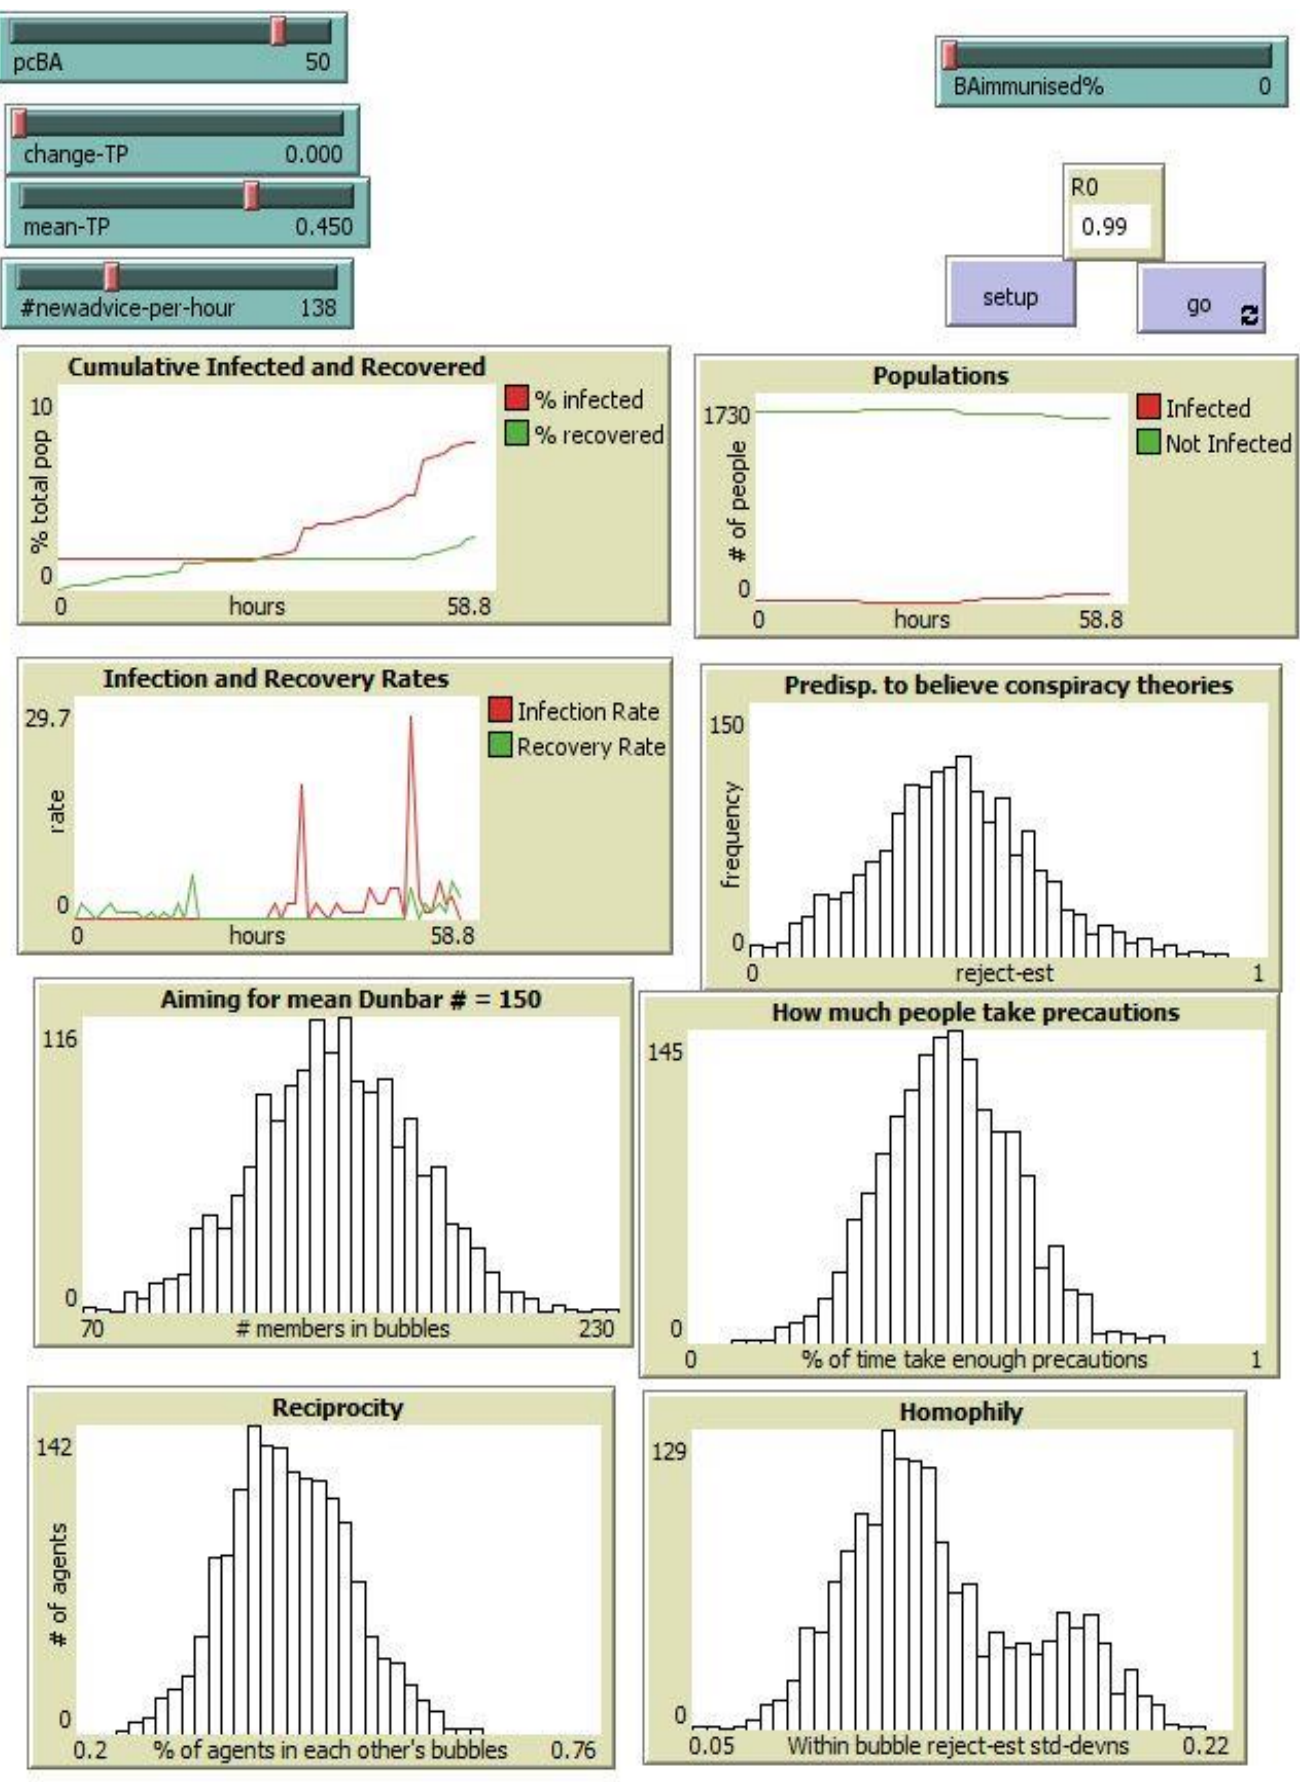 pcBA 50
BAimmunised% 0
change-TP 0.000
mean-TP 0.450
#newadvice-per-hour 138
R0
0.99
setup
go
Cumulative Infected and Recovered
10
% total pop
0
0 hours 58.8
% infected
% recovered
Populations
1730
# of people
0
0 hours 58.8
Infected
Not Infected
Infection and Recovery Rates
29.7
rate
0
0 hours 58.8
Infection Rate
Recovery Rate
Predisp. to believe conspiracy theories
150
frequency
0
0 reject-est 1
Aiming for mean Dunbar # = 150
116
0
70 # members in bubbles 230
How much people take precautions
145
0
0 % of time take enough precautions 1
Reciprocity
142
# of agents
0
0.2 % of agents in each other's bubbles 0.76
Homophily
129
0
0.05 Within bubble reject-est std-devns 0.22